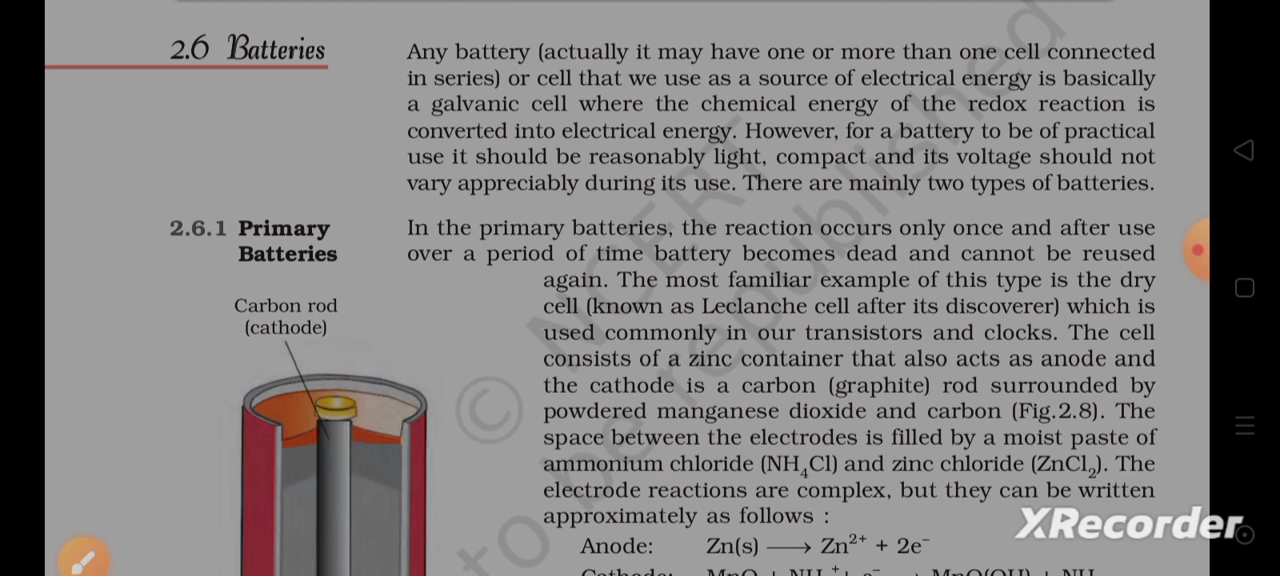 2.6 Batteries
Any battery (actually it may have one or more than one cell connected
in series) or cell that we use as a source of electrical energy is basically
a galvanic cell where the chemical energy of the redox reaction is
converted into electrical energy. However, for a battery to be of practical
use it should be reasonably light, compact and its voltage should not
vary appreciably during its use. There are mainly two types of batteries.
2.6.1 Primary
Batteries
In the primary batteries, the reaction occurs only once and after use
over a period of time battery becomes dead and cannot be reused
again. The most familiar example of this type is the dry
cell (known as Leclanche cell after its discoverer) which is
used commonly in our transistors and clocks. The cell
consists of a zinc container that also acts as anode and
the cathode is a carbon (graphite) rod surrounded by
powdered manganese dioxide and carbon (Fig.2.8). The
space between the electrodes is filled by a moist paste of
ammonium chloride (NH₄Cl) and zinc chloride (ZnCl₂). The
electrode reactions are complex, but they can be written
approximately as follows :
Anode: Zn(s) ⟶ Zn²⁺ + 2e⁻
Carbon rod
(cathode)
© NCERT
to be republished
XRecorder